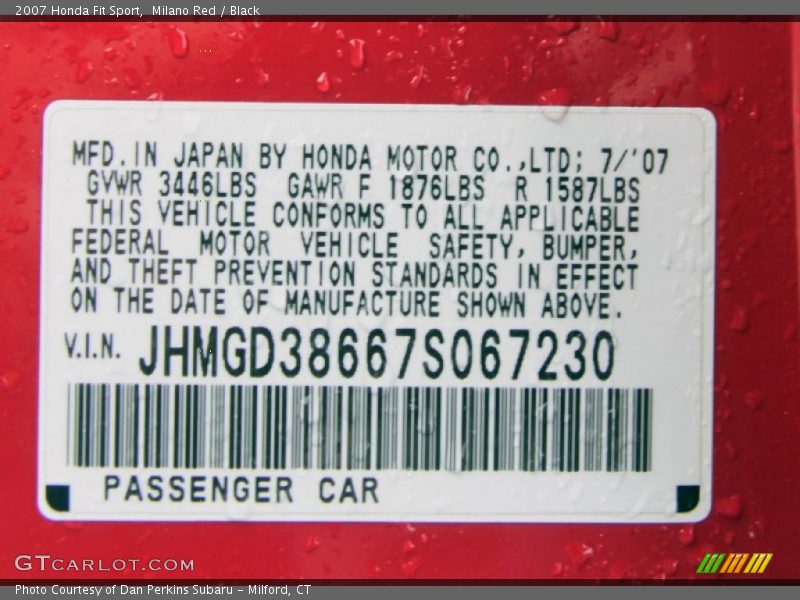 2007 Honda Fit Sport,  Milano Red / Black
MFD.IN JAPAN BY HONDA MOTOR CO.,LTD; 7/'07
GVWR 3446LBS  GAWR F 1876LBS  R 1587LBS
THIS VEHICLE CONFORMS TO ALL APPLICABLE
FEDERAL MOTOR VEHICLE SAFETY, BUMPER,
AND THEFT PREVENTION STANDARDS IN EFFECT
ON THE DATE OF MANUFACTURE SHOWN ABOVE.
V.I.N. JHMGD38667S067230
PASSENGER CAR
GTCARLOT.COM
Photo Courtesy of Dan Perkins Subaru - Milford, CT